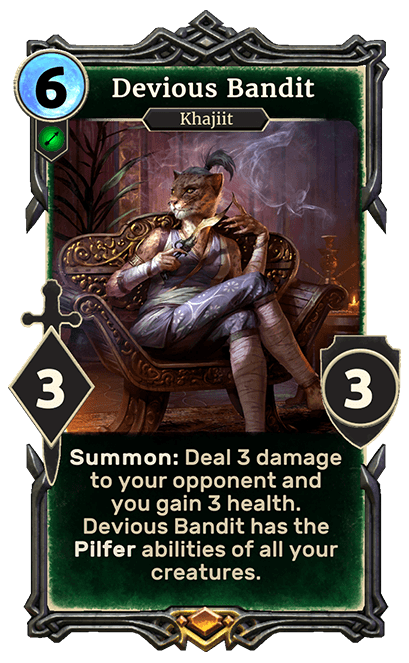 6
Devious Bandit
Khajiit
3
3
Summon: Deal 3 damage
to your opponent and
you gain 3 health.
Devious Bandit has the
Pilfer abilities of all your
creatures.